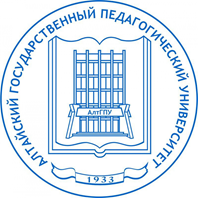 АЛТАЙСКИЙ ГОСУДАРСТВЕННЫЙ ПЕДАГОГИЧЕСКИЙ УНИВЕРСИТЕТ
АлтГПУ
1933